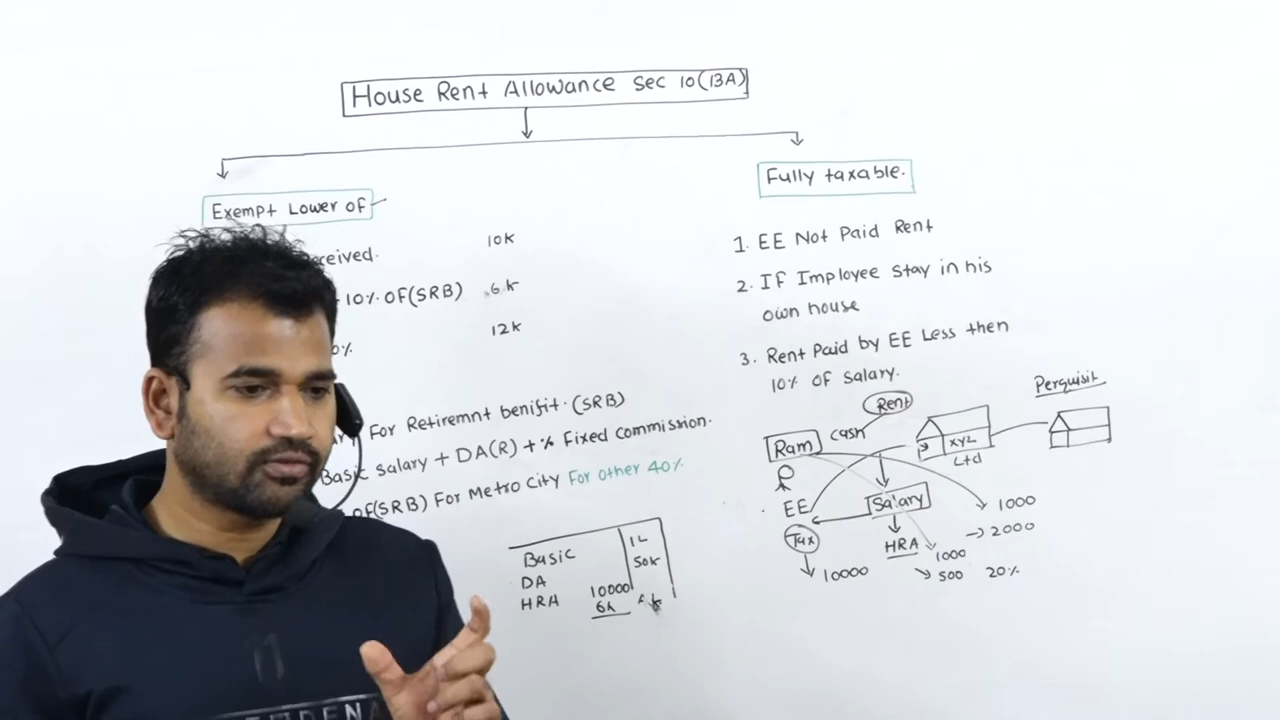 House Rent Allowance Sec 10(13A)
Exempt Lower of
ceived. 10K
10% OF(SRB) 6K
0% 12K
For Retiremnt benifit. (SRB)
Basic salary + DA(R) + % Fixed commission.
of(SRB) For Metro City For other 40%
Basic 1L
DA 50K
HRA 10000
6K
Fully taxable.
1. EE Not Paid Rent
2. If Imployee stay in his
own house
3. Rent Paid by EE Less then
10% of Salary.
Rent
Perquisit
Ram cash
XYZ
Ltd
EE Salary 1000
Tax HRA 2000
10000 1000
500 20%
11